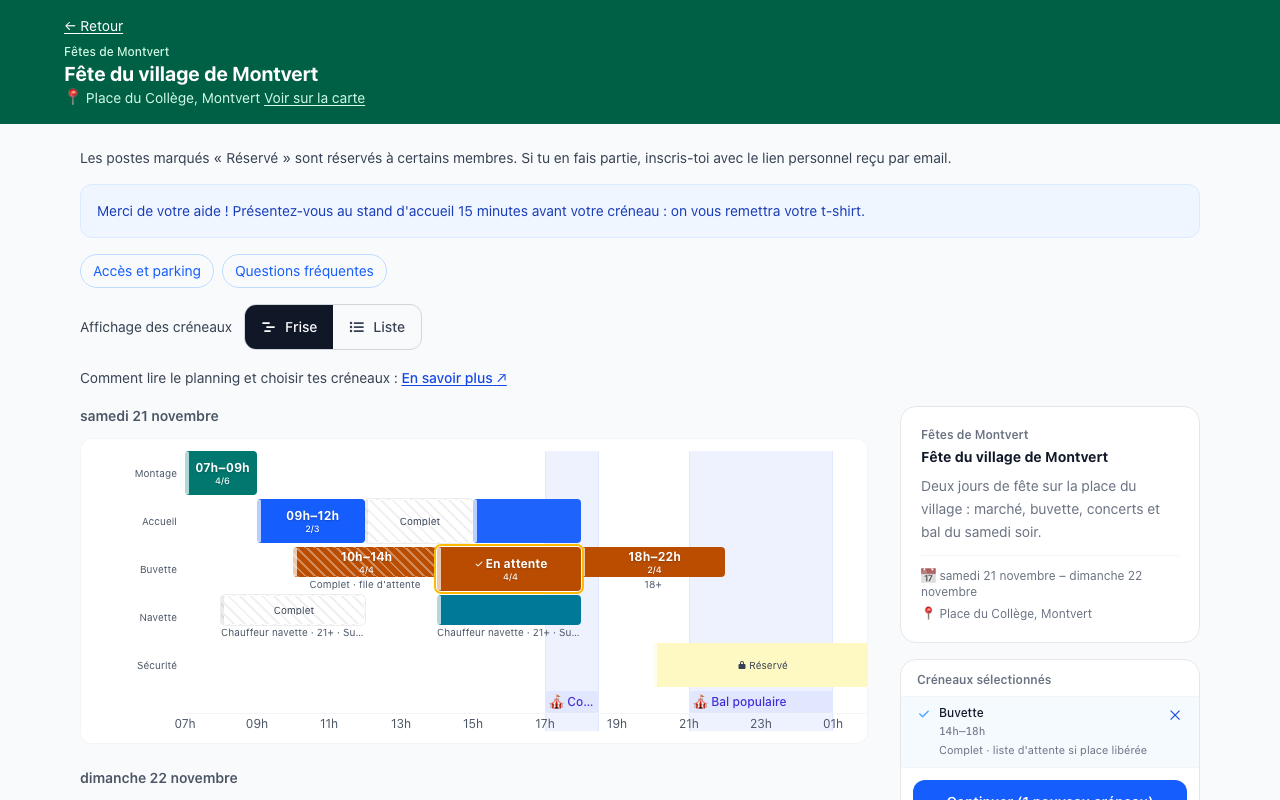 ← Retour
Fêtes de Montvert
Fête du village de Montvert
📍 Place du Collège, Montvert Voir sur la carte
Les postes marqués « Réservé » sont réservés à certains membres. Si tu en fais partie, inscris-toi avec le lien personnel reçu par email.
Merci de votre aide ! Présentez-vous au stand d'accueil 15 minutes avant votre créneau : on vous remettra votre t-shirt.
Accès et parking
Questions fréquentes
Affichage des créneaux
Frise
Liste
Comment lire le planning et choisir tes créneaux : En savoir plus ↗
samedi 21 novembre
Montage
07h–09h
4/6
Accueil
09h–12h
2/3
Complet
Buvette
10h–14h
4/4
Complet · file d'attente
✓ En attente
4/4
18h–22h
2/4
18+
Navette
Complet
Chauffeur navette · 21+ · Su…
Chauffeur navette · 21+ · Su…
Sécurité
🔒 Réservé
🎪 Co…
🎪 Bal populaire
07h 09h 11h 13h 15h 17h 19h 21h 23h 01h
dimanche 22 novembre
Fêtes de Montvert
Fête du village de Montvert
Deux jours de fête sur la place du
village : marché, buvette, concerts et
bal du samedi soir.
📅 samedi 21 novembre – dimanche 22
novembre
📍 Place du Collège, Montvert
Créneaux sélectionnés
Buvette
14h–18h
Complet · liste d'attente si place libérée
Continuer (1 nouveau créneau)